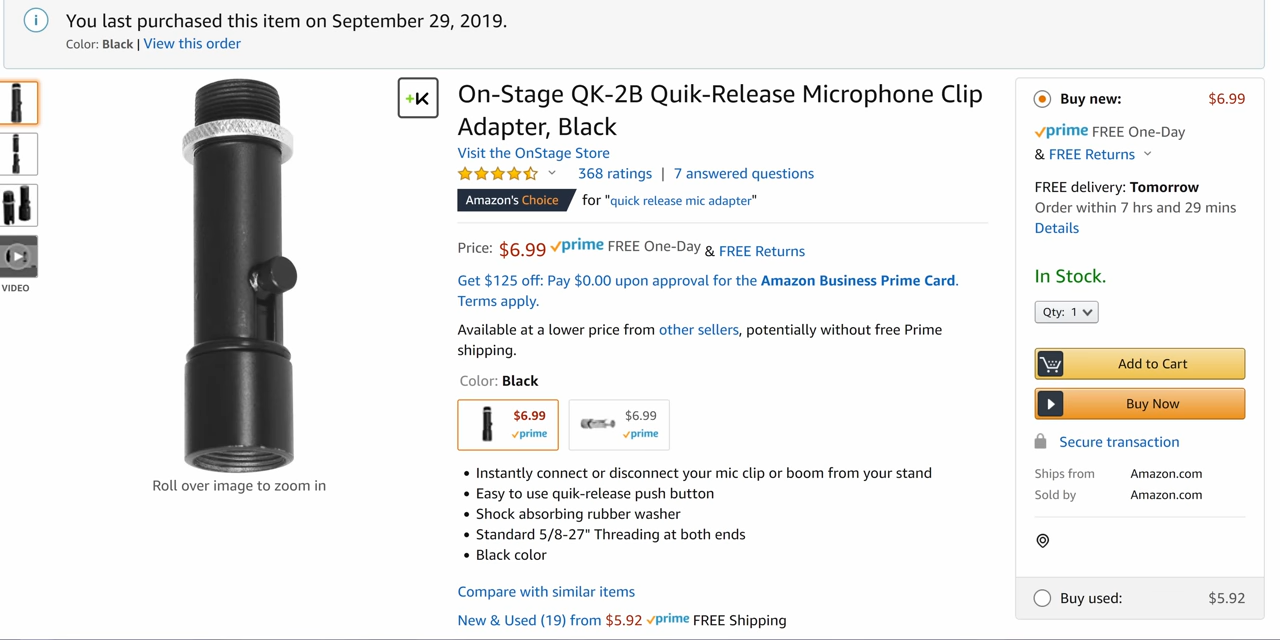 You last purchased this item on September 29, 2019.
Color: Black | View this order
VIDEO
Roll over image to zoom in
+K
On-Stage QK-2B Quik-Release Microphone Clip
Adapter, Black
Visit the OnStage Store
368 ratings | 7 answered questions
Amazon's Choice for "quick release mic adapter"
Price: $6.99 prime FREE One-Day & FREE Returns
Get $125 off: Pay $0.00 upon approval for the Amazon Business Prime Card.
Terms apply.
Available at a lower price from other sellers, potentially without free Prime
shipping.
Color: Black
$6.99
prime
$6.99
prime
• Instantly connect or disconnect your mic clip or boom from your stand
• Easy to use quik-release push button
• Shock absorbing rubber washer
• Standard 5/8-27" Threading at both ends
• Black color
Compare with similar items
New & Used (19) from $5.92 prime FREE Shipping
Buy new: $6.99
prime FREE One-Day
& FREE Returns
FREE delivery: Tomorrow
Order within 7 hrs and 29 mins
Details
In Stock.
Qty: 1
Add to Cart
Buy Now
Secure transaction
Ships from Amazon.com
Sold by Amazon.com
Buy used: $5.92